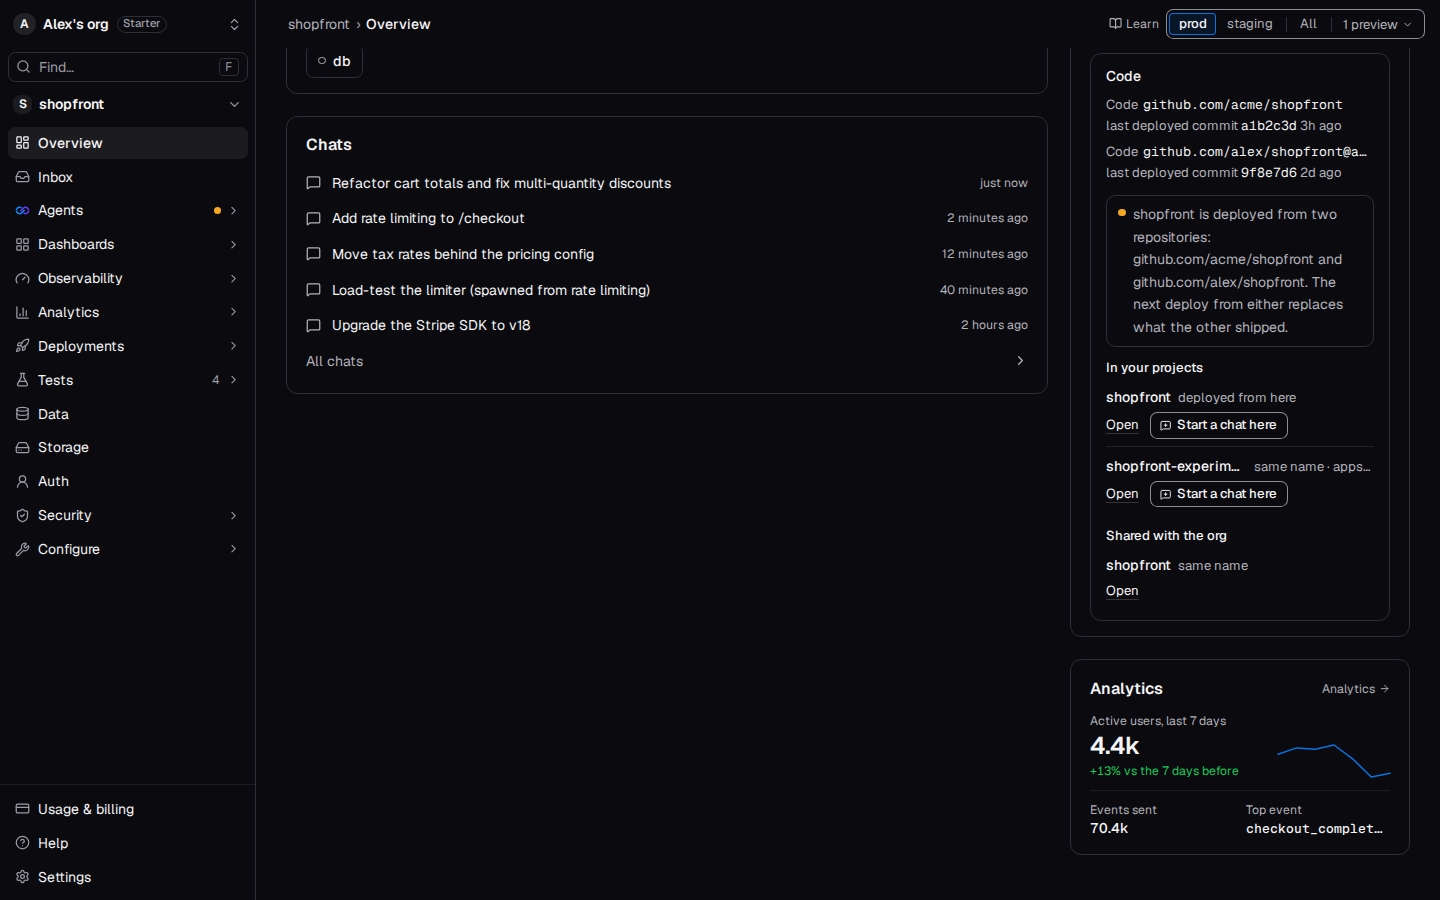 A Alex's org Starter
Find... F
S shopfront
Overview
Inbox
Agents
Dashboards
Observability
Analytics
Deployments
Tests 4
Data
Storage
Auth
Security
Configure
Usage & billing
Help
Settings
shopfront › Overview
Learn prod staging All 1 preview
db
Chats
Refactor cart totals and fix multi-quantity discounts just now
Add rate limiting to /checkout 2 minutes ago
Move tax rates behind the pricing config 12 minutes ago
Load-test the limiter (spawned from rate limiting) 40 minutes ago
Upgrade the Stripe SDK to v18 2 hours ago
All chats
Code
Code github.com/acme/shopfront
last deployed commit a1b2c3d 3h ago
Code github.com/alex/shopfront@a...
last deployed commit 9f8e7d6 2d ago
shopfront is deployed from two
repositories:
github.com/acme/shopfront and
github.com/alex/shopfront. The
next deploy from either replaces
what the other shipped.
In your projects
shopfront deployed from here
Open Start a chat here
shopfront-experim... same name · apps...
Open Start a chat here
Shared with the org
shopfront same name
Open
Analytics Analytics →
Active users, last 7 days
4.4k
+13% vs the 7 days before
Events sent Top event
70.4k checkout_complet...